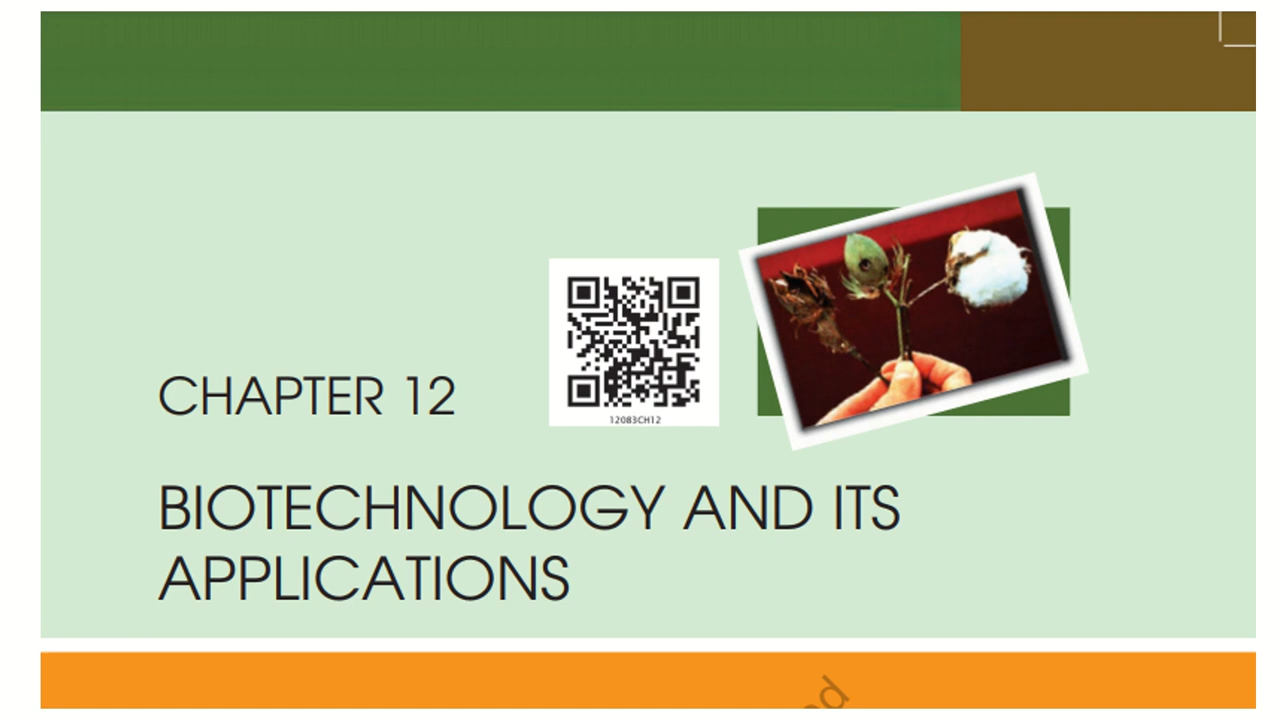 12083CH12
CHAPTER 12
BIOTECHNOLOGY AND ITS
APPLICATIONS